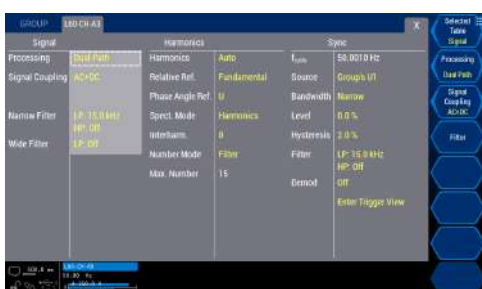 GROUP L60-CH-A3 X
Signal Harmonics Sync
Processing Dual Path Harmonics Auto fsync 50.0010 Hz
Signal Coupling AC+DC Relative Ref. Fundamental Source Group's U1
Phase Angle Ref. U Bandwidth Narrow
Narrow Filter LP: 15.0 kHz Spect. Mode Harmonics Level 0.0 %
HP: Off
Wide Filter LP: Off Interharm. 0 Hysteresis 2.0 %
Number Mode Filter Filter LP: 15.0 kHz
HP: Off
Max. Number 15 Demod Off
Enter Trigger View
Selected
Table
Signal
Processing
Dual Path
Signal
Coupling
AC+DC
Filter